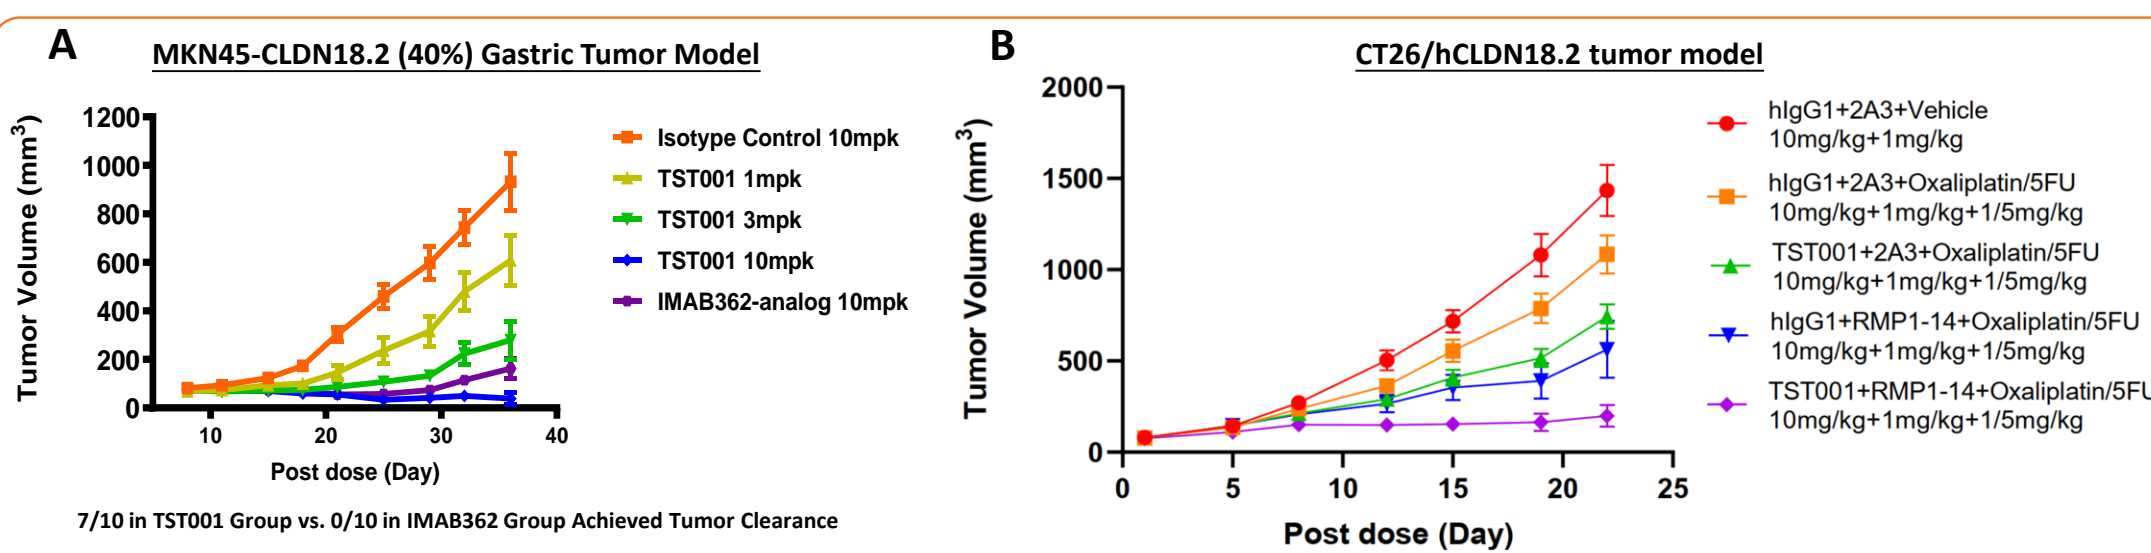 A
MKN45-CLDN18.2 (40%) Gastric Tumor Model
Tumor Volume (mm³)
1200
1000
800
600
400
200
0
10
20
30
40
Post dose (Day)
Isotype Control 10mpk
TST001 1mpk
TST001 3mpk
TST001 10mpk
IMAB362-analog 10mpk
7/10 in TST001 Group vs. 0/10 in IMAB362 Group Achieved Tumor Clearance
B
CT26/hCLDN18.2 tumor model
Tumor Volume (mm³)
2000
1500
1000
500
0
0
5
10
15
20
25
Post dose (Day)
hIgG1+2A3+Vehicle
10mg/kg+1mg/kg
hIgG1+2A3+Oxaliplatin/5FU
10mg/kg+1mg/kg+1/5mg/kg
TST001+2A3+Oxaliplatin/5FU
10mg/kg+1mg/kg+1/5mg/kg
hIgG1+RMP1-14+Oxaliplatin/5FU
10mg/kg+1mg/kg+1/5mg/kg
TST001+RMP1-14+Oxaliplatin/5FU
10mg/kg+1mg/kg+1/5mg/kg